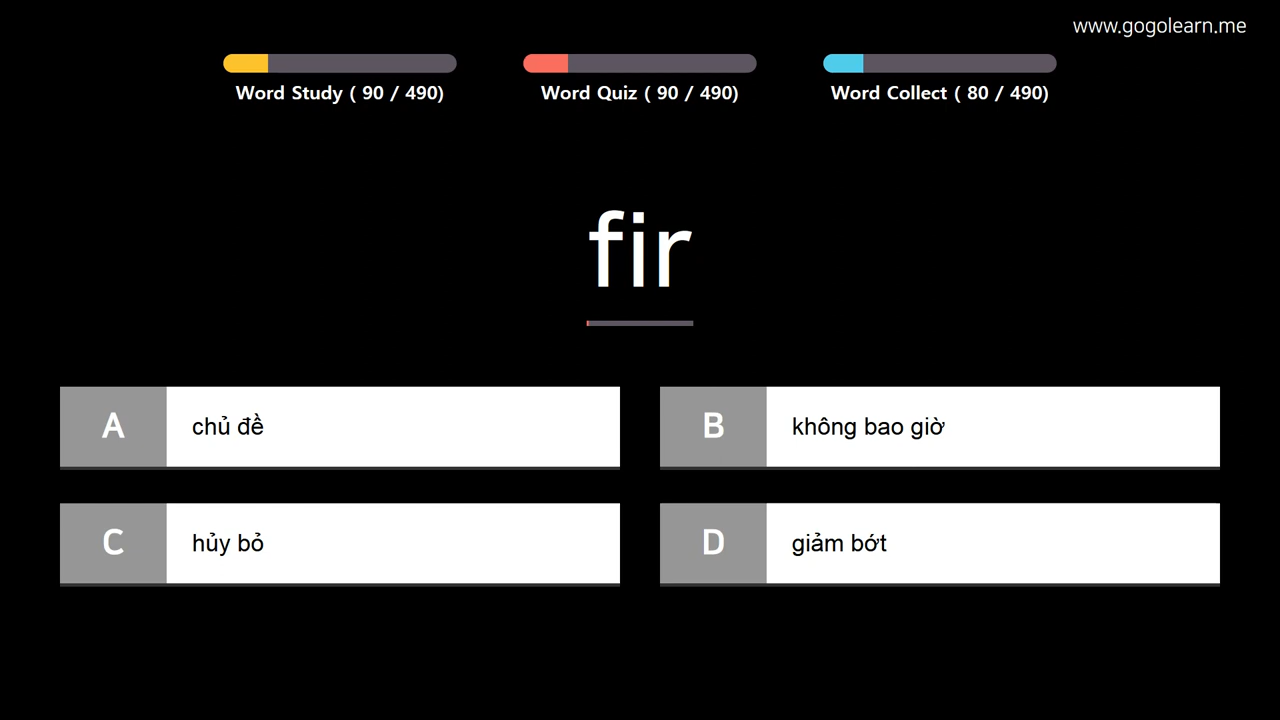 www.gogolearn.me
Word Study ( 90 / 490)
Word Quiz ( 90 / 490)
Word Collect ( 80 / 490)
fir
A
chủ đề
B
không bao giờ
C
hủy bỏ
D
giảm bớt